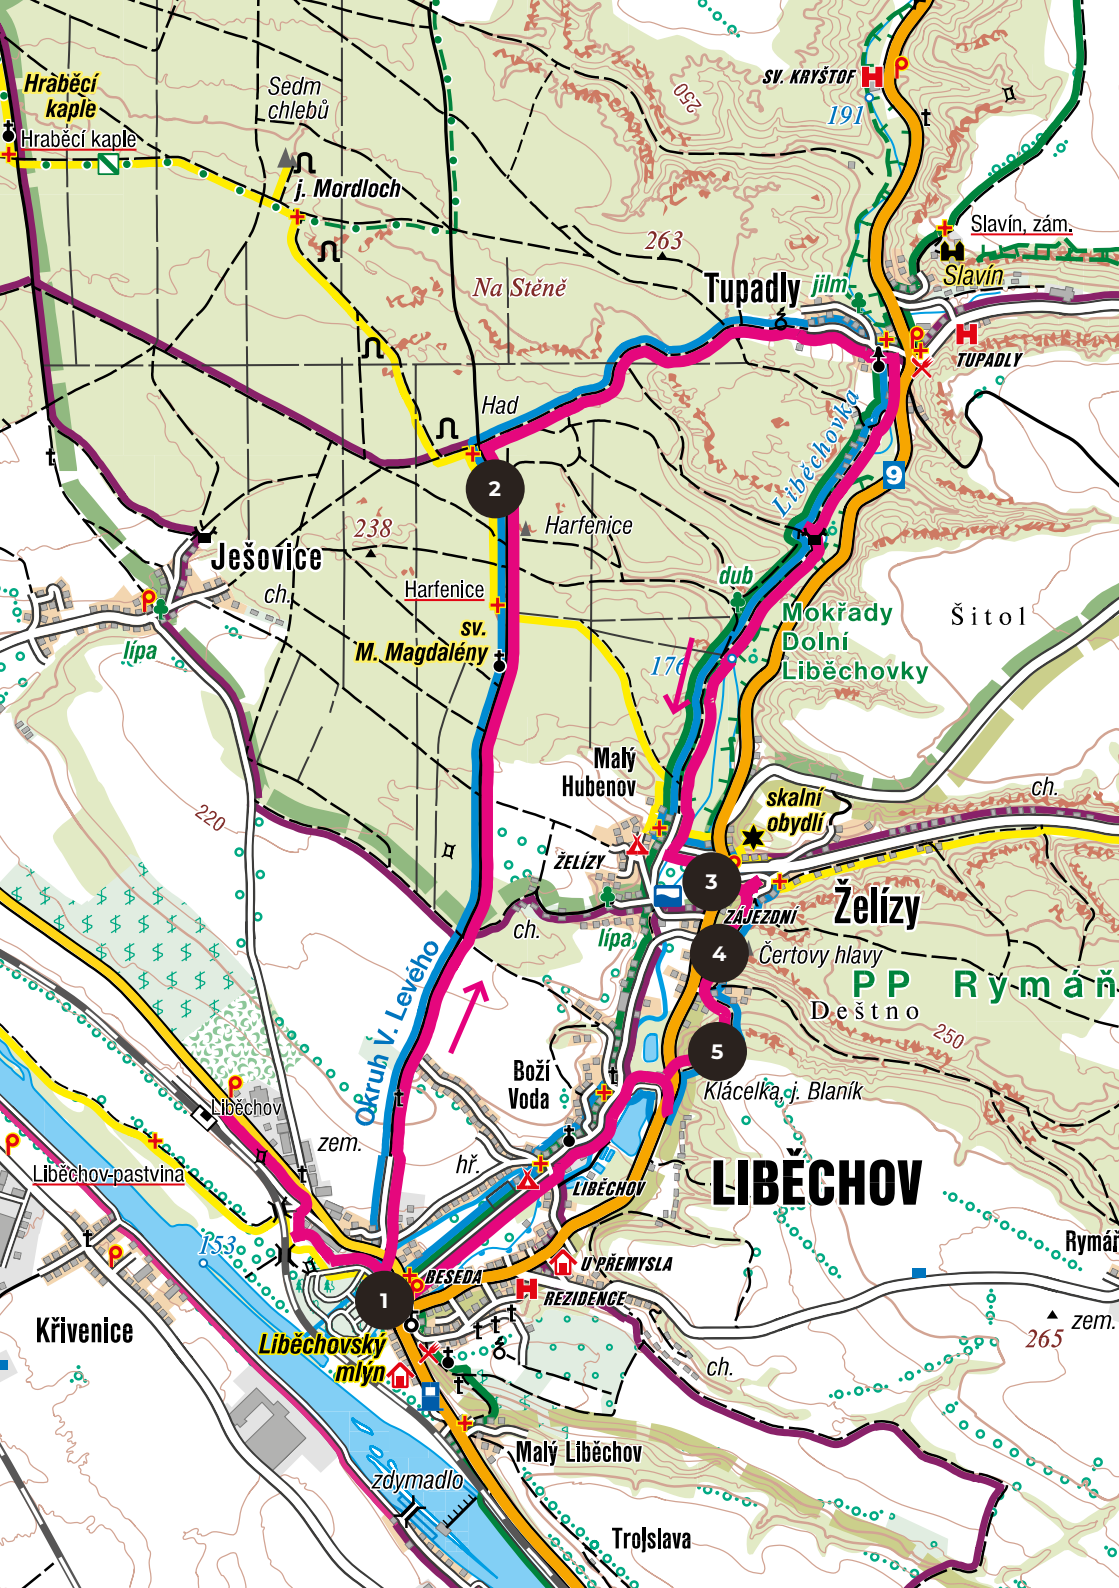 Hraběcí
kaple
Hraběcí kaple
Sedm
chlebů
j. Mordloch
250
SV. KRYŠTOF
191
263
Na Stěně
Tupadly
jilm
Slavín, zám.
Slavín
TUPADLY
Had
Liběchovka
9
2
Harfenice
238
Ješovice
ch.
lípa
Harfenice
sv.
M. Magdalény
dub
Mokřady
Dolní
Liběchovky
Šitol
176
Malý
Hubenov
skalní
obydlí
ch.
220
ŽELÍZY
3
ZÁJEZDNÍ
Želízy
ch.
lípa
4
Čertovy hlavy
PP Rymáň
Deštno
250
Okruh V. Levého
5
Klácelka, j. Blaník
Boží
Voda
Liběchov
zem.
hř.
Liběchov-pastvina
LIBĚCHOV
LIBĚCHOV
153
Rymáň
BESEDA
U PŘEMYSLA
REZIDENCE
1
Křivenice
Liběchovský
mlýn
265
zem.
ch.
Malý Liběchov
zdymadlo
Trojslava